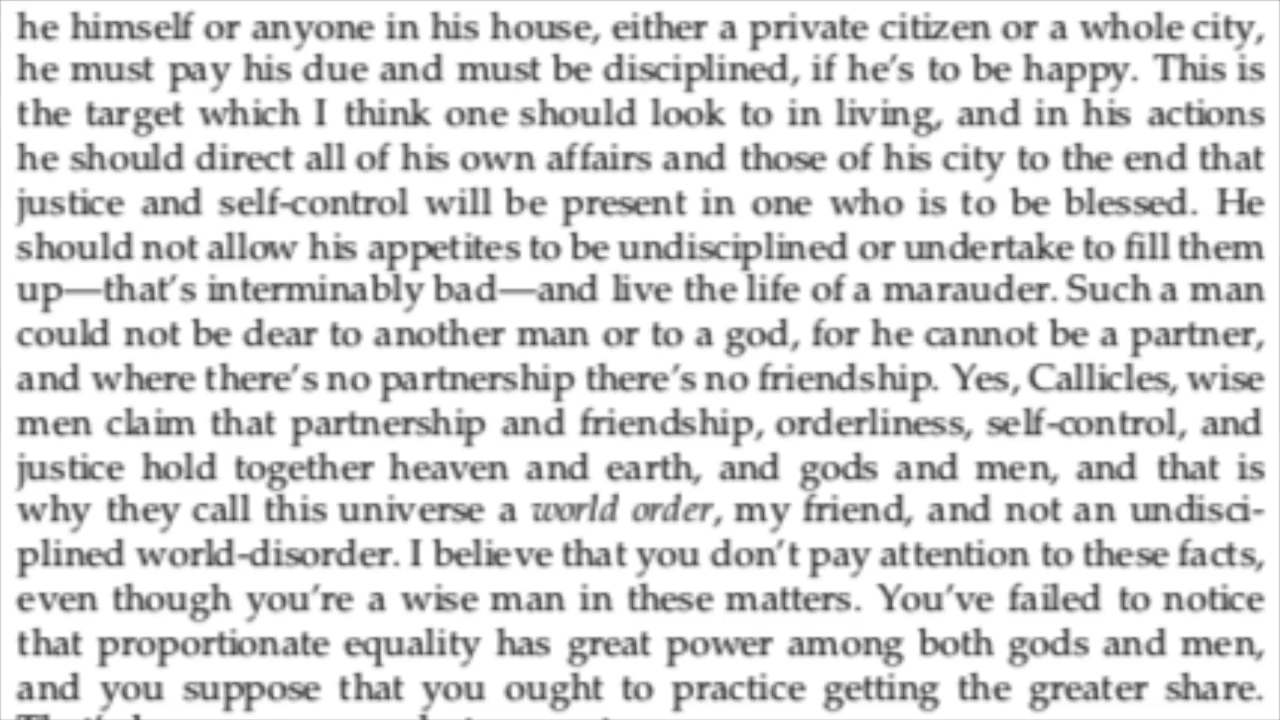 he himself or anyone in his house, either a private citizen or a whole city,
he must pay his due and must be disciplined, if he's to be happy. This is
the target which I think one should look to in living, and in his actions
he should direct all of his own affairs and those of his city to the end that
justice and self-control will be present in one who is to be blessed. He
should not allow his appetites to be undisciplined or undertake to fill them
up—that's interminably bad—and live the life of a marauder. Such a man
could not be dear to another man or to a god, for he cannot be a partner,
and where there's no partnership there's no friendship. Yes, Callicles, wise
men claim that partnership and friendship, orderliness, self-control, and
justice hold together heaven and earth, and gods and men, and that is
why they call this universe a world order, my friend, and not an undisci-
plined world-disorder. I believe that you don't pay attention to these facts,
even though you're a wise man in these matters. You've failed to notice
that proportionate equality has great power among both gods and men,
and you suppose that you ought to practice getting the greater share.